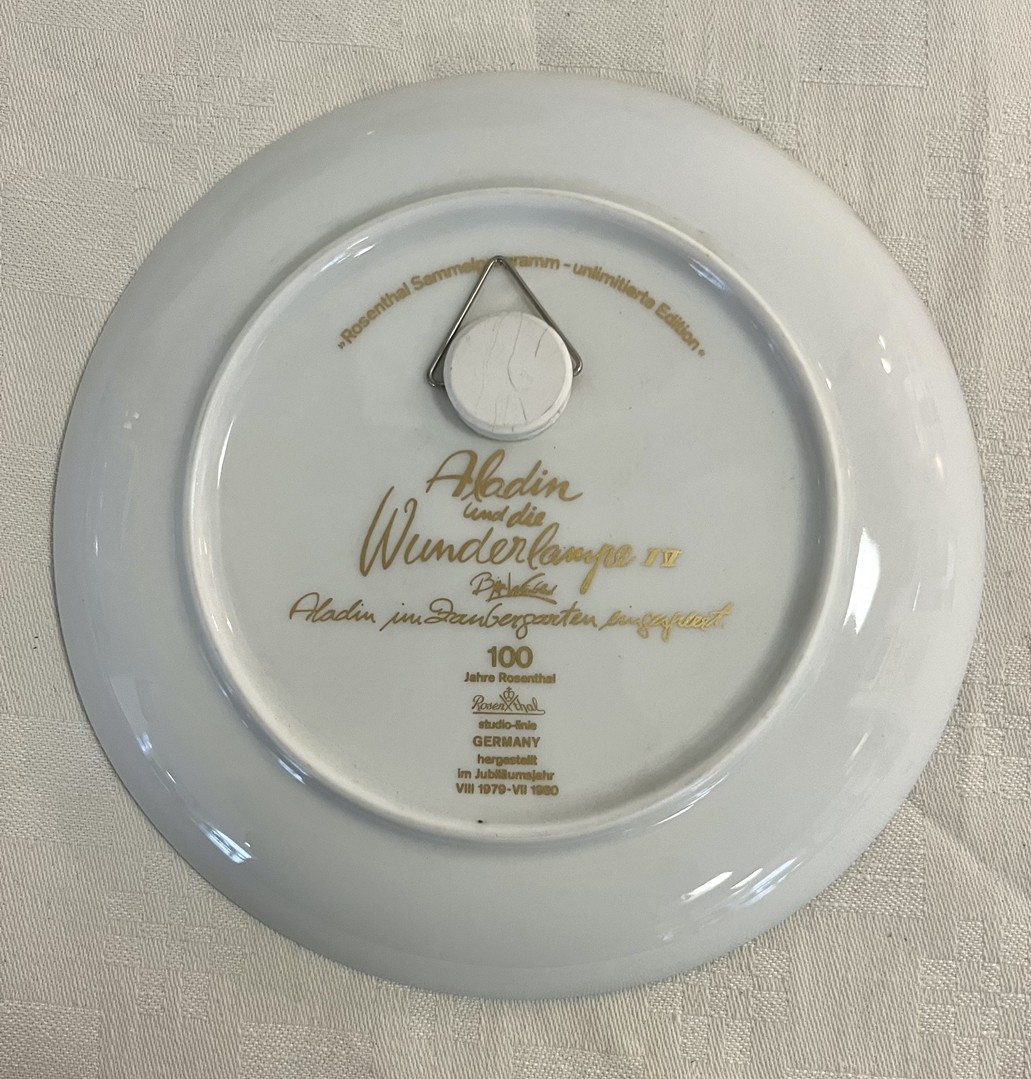 „Rosenthal Sammelprogramm - unlimitierte Edition“
Aladin
und die
Wunderlampe IV
Aladin im Zaubergarten eingesperrt.
100
Jahre Rosenthal
Rosenthal
studio-linie
GERMANY
hergestellt
im Jubiläumsjahr
VIII 1979-VII 1980